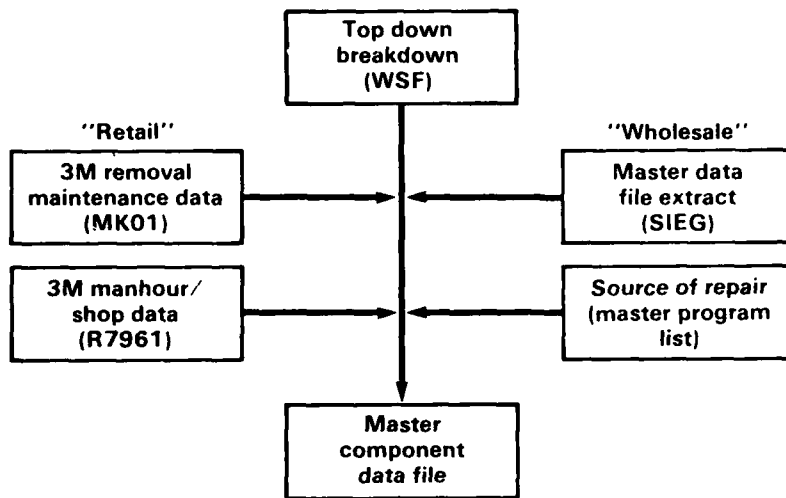 Top down
breakdown
(WSF)
"Retail"
3M removal
maintenance data
(MK01)
"Wholesale"
Master data
file extract
(SIEG)
3M manhour/
shop data
(R7961)
Source of repair
(master program
list)
Master
component
data file